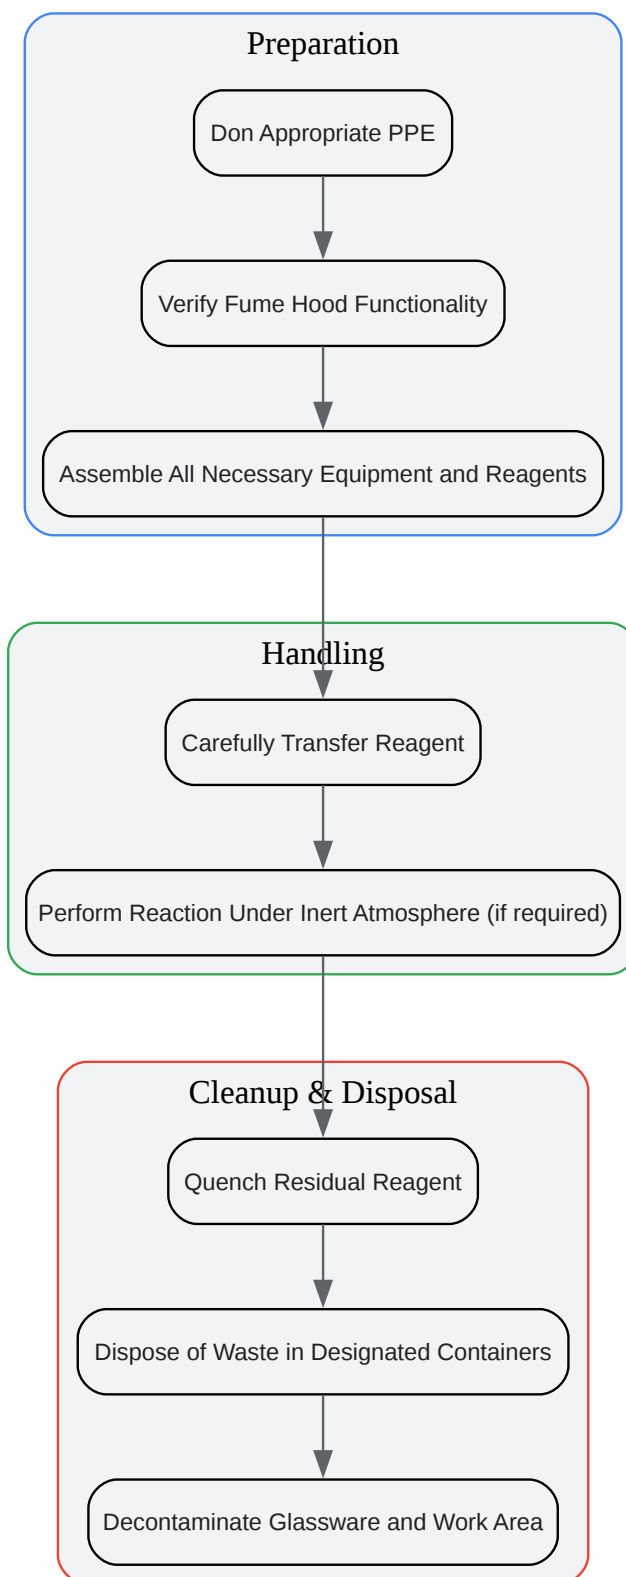 Preparation
Don Appropriate PPE
Verify Fume Hood Functionality
Assemble All Necessary Equipment and Reagents
Handling
Carefully Transfer Reagent
Perform Reaction Under Inert Atmosphere (if required)
Cleanup & Disposal
Quench Residual Reagent
Dispose of Waste in Designated Containers
Decontaminate Glassware and Work Area